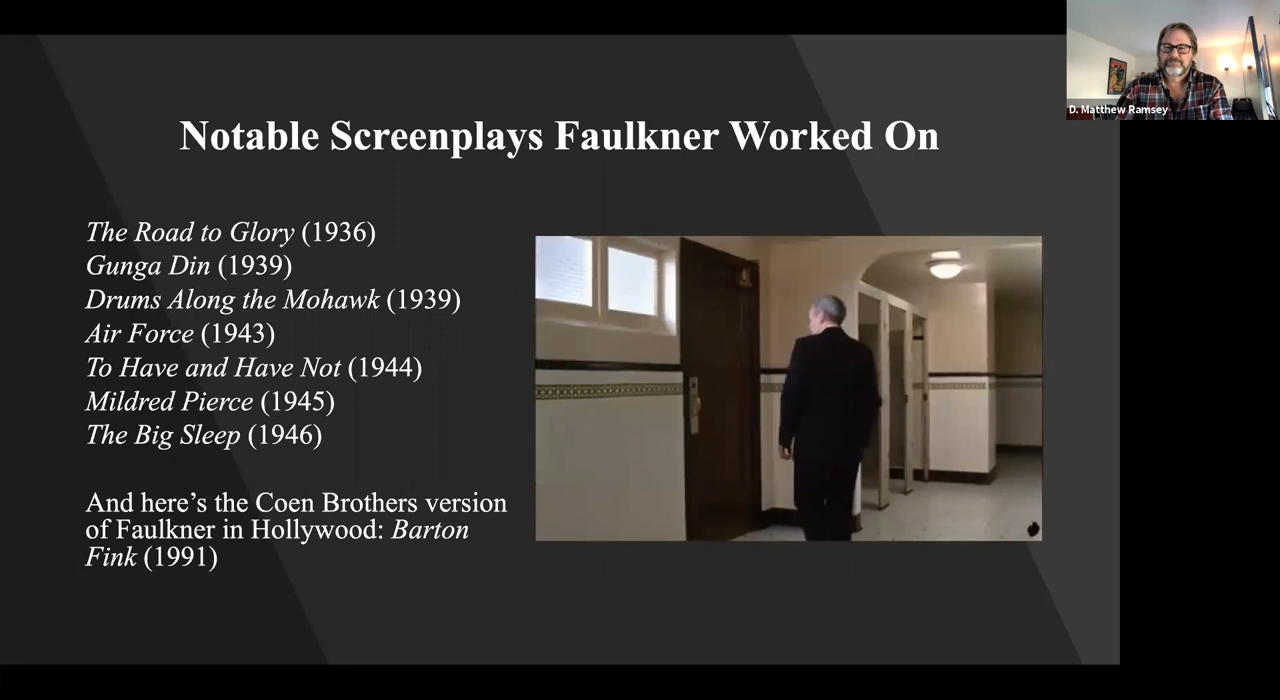 D. Matthew Ramsey
Notable Screenplays Faulkner Worked On
The Road to Glory (1936)
Gunga Din (1939)
Drums Along the Mohawk (1939)
Air Force (1943)
To Have and Have Not (1944)
Mildred Pierce (1945)
The Big Sleep (1946)
And here’s the Coen Brothers version
of Faulkner in Hollywood: Barton
Fink (1991)